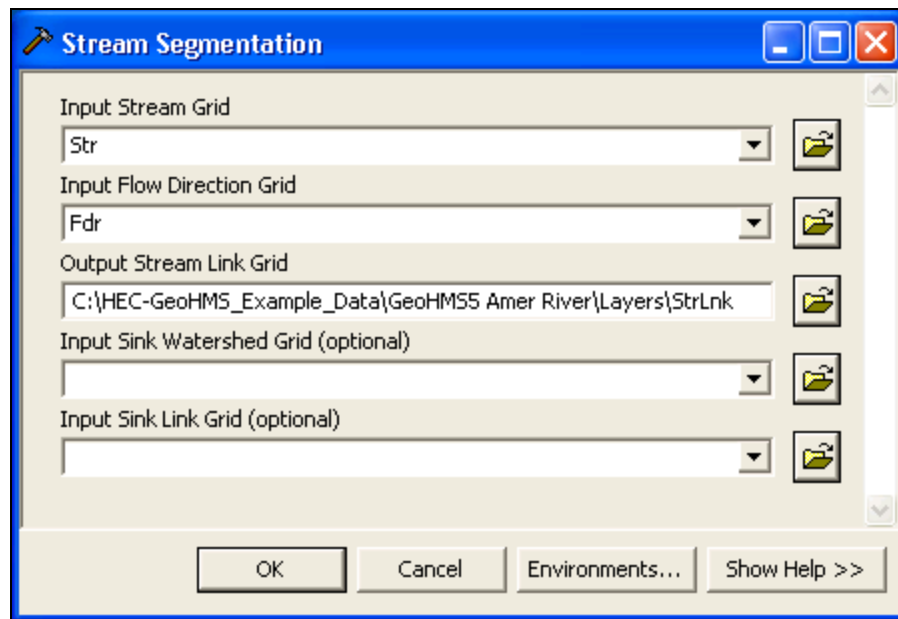 Stream Segmentation
Input Stream Grid
Str
Input Flow Direction Grid
Fdr
Output Stream Link Grid
C:\HEC-GeoHMS_Example_Data\GeoHMS5 Amer River\Layers\StrLnk
Input Sink Watershed Grid (optional)
Input Sink Link Grid (optional)
OK Cancel Environments... Show Help >>